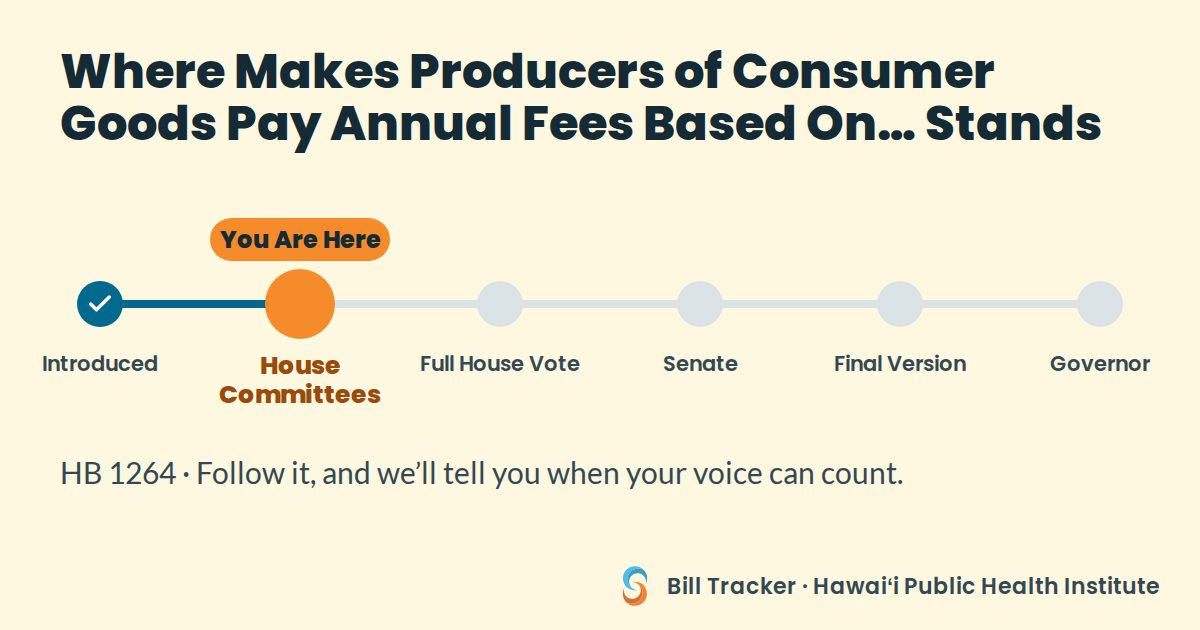 Where Makes Producers of Consumer
Goods Pay Annual Fees Based On... Stands
You Are Here
Introduced
House
Committees
Full House Vote
Senate
Final Version
Governor
HB 1264 · Follow it, and we’ll tell you when your voice can count.
Bill Tracker · Hawaiʻi Public Health Institute